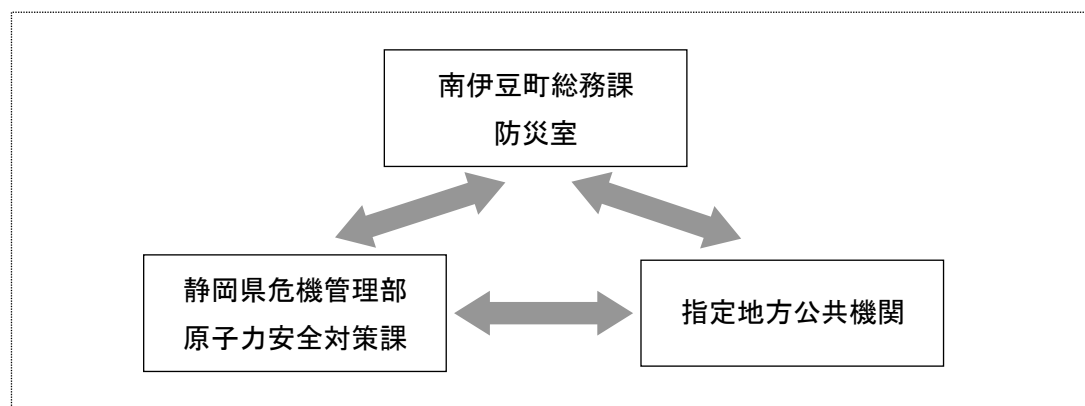 南伊豆町総務課
防災室
静岡県危機管理部
原子力安全対策課
指定地方公共機関